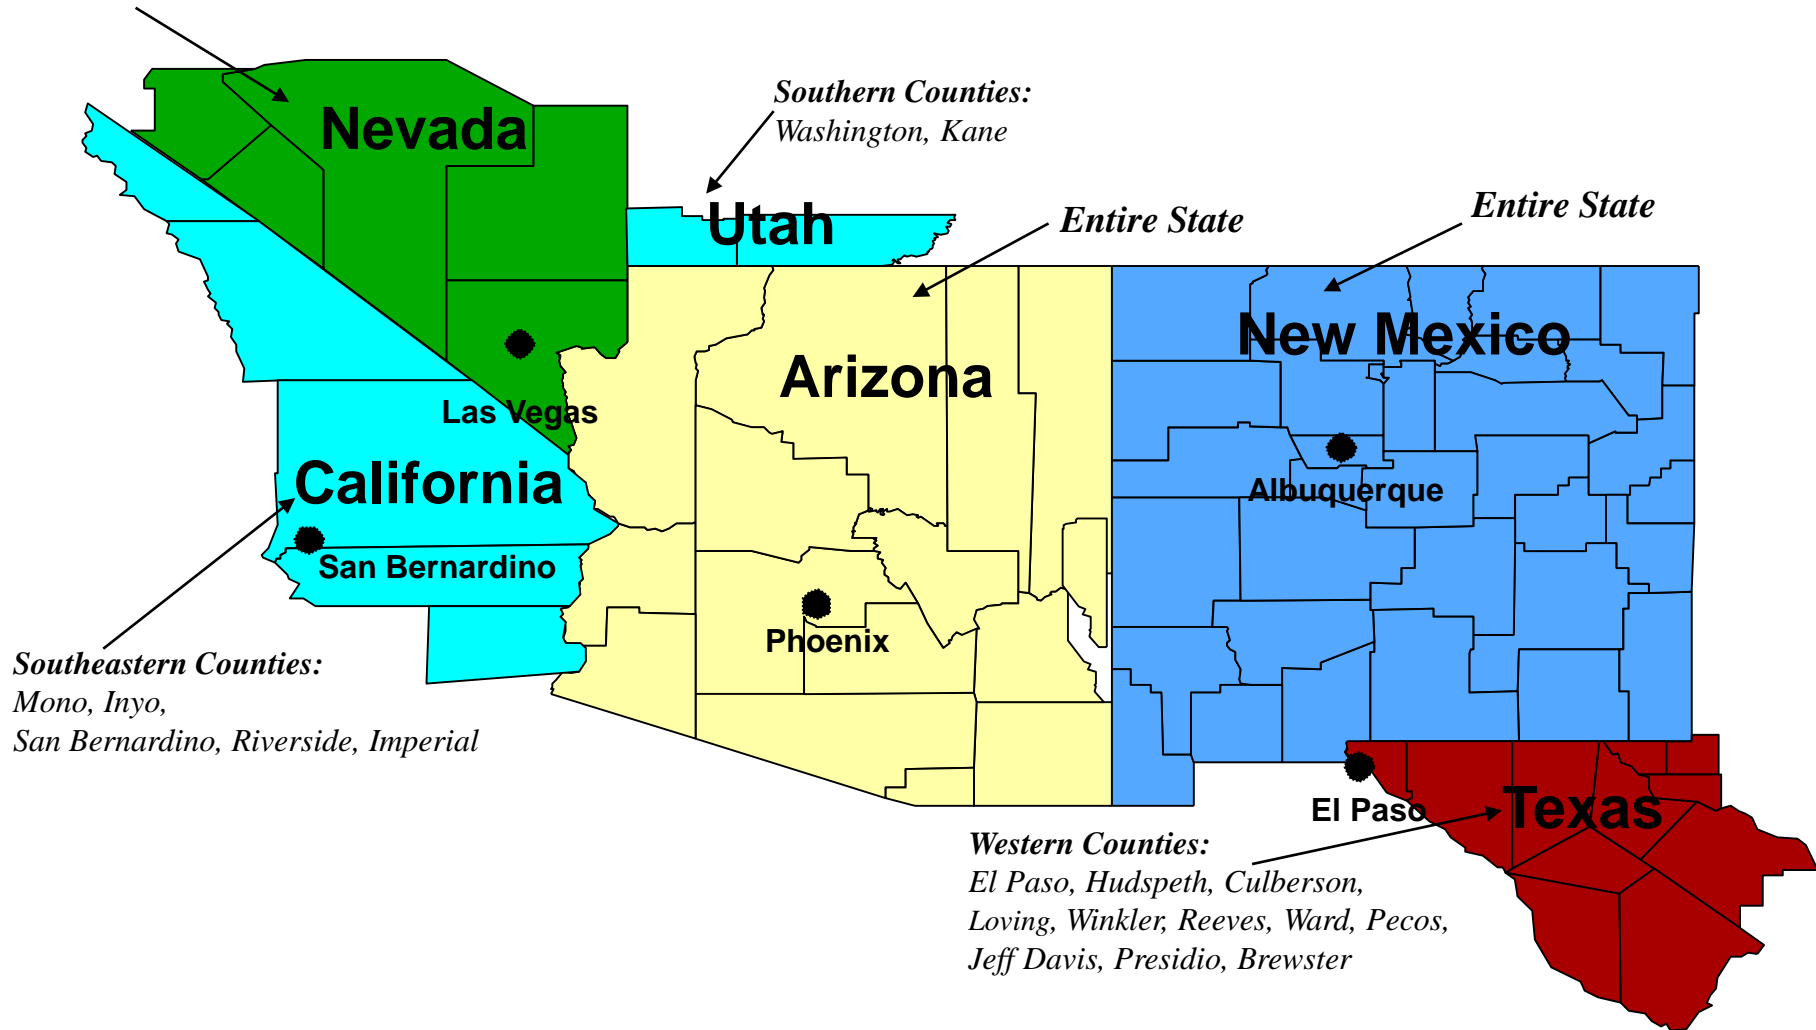 Nevada
Southern Counties:
Washington, Kane
Utah
Entire State
Entire State
New Mexico
Arizona
Las Vegas
California
Albuquerque
San Bernardino
Phoenix
Southeastern Counties:
Mono, Inyo,
San Bernardino, Riverside, Imperial
El Paso
Texas
Western Counties:
El Paso, Hudspeth, Culberson,
Loving, Winkler, Reeves, Ward, Pecos,
Jeff Davis, Presidio, Brewster